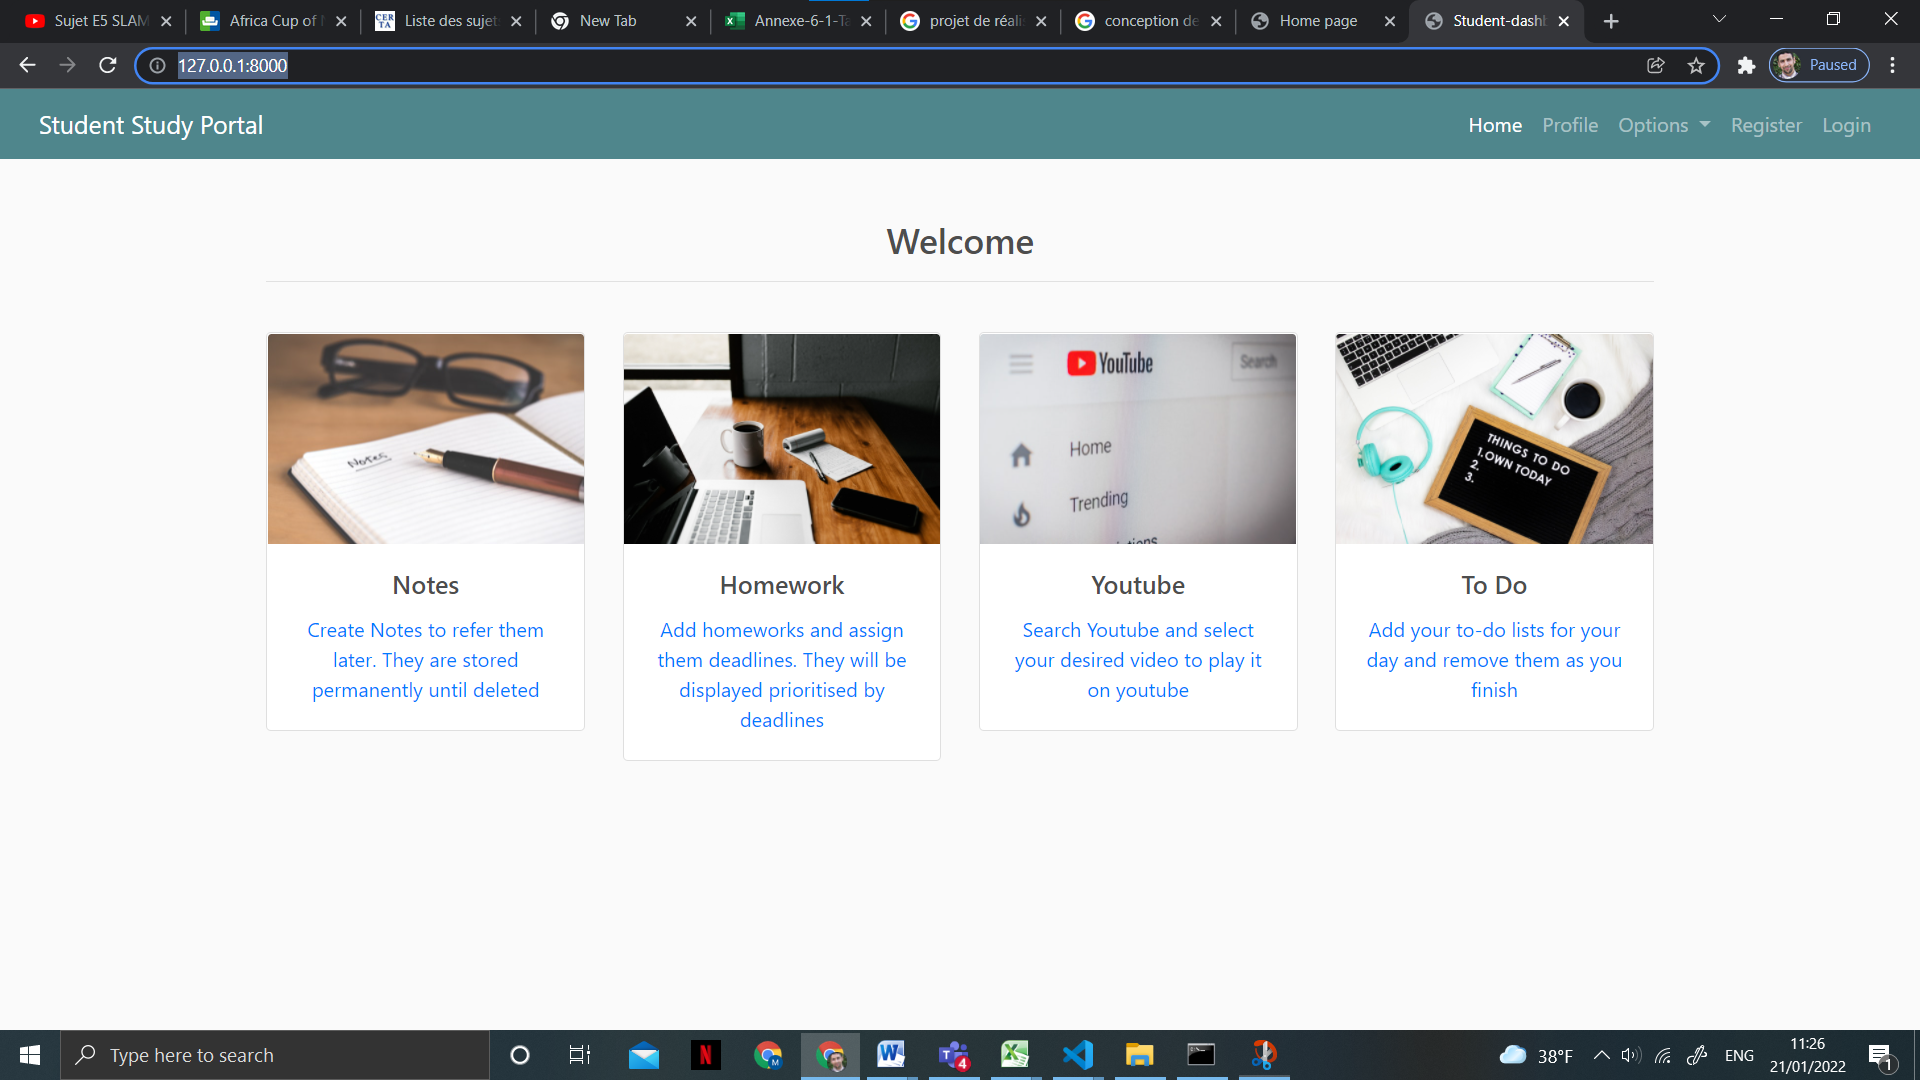 Sujet E5 SLAM
Africa Cup of
Liste des sujet
New Tab
Annexe-6-1-Ta
projet de réali
conception de
Home page
Student-dash
127.0.0.1:8000
Paused
Student Study Portal
Home
Profile
Options
Register
Login
Welcome
Notes
YouTube
Search
Home
Trending
THINGS TO DO
1.OWN TODAY
2.
3.
Notes
Create Notes to refer them
later. They are stored
permanently until deleted
Homework
Add homeworks and assign
them deadlines. They will be
displayed prioritised by
deadlines
Youtube
Search Youtube and select
your desired video to play it
on youtube
To Do
Add your to-do lists for your
day and remove them as you
finish
Type here to search
38°F
ENG
11:26
21/01/2022
1